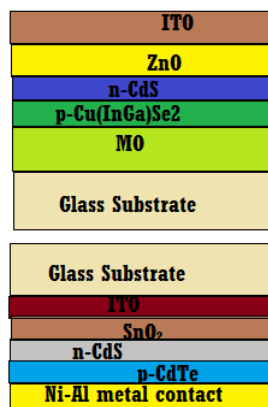 ITO
ZnO
n-CdS
p-Cu(InGa)Se2
MO
Glass Substrate
Glass Substrate
ITO
SnO₂
n-CdS
p-CdTe
Ni-Al metal contact